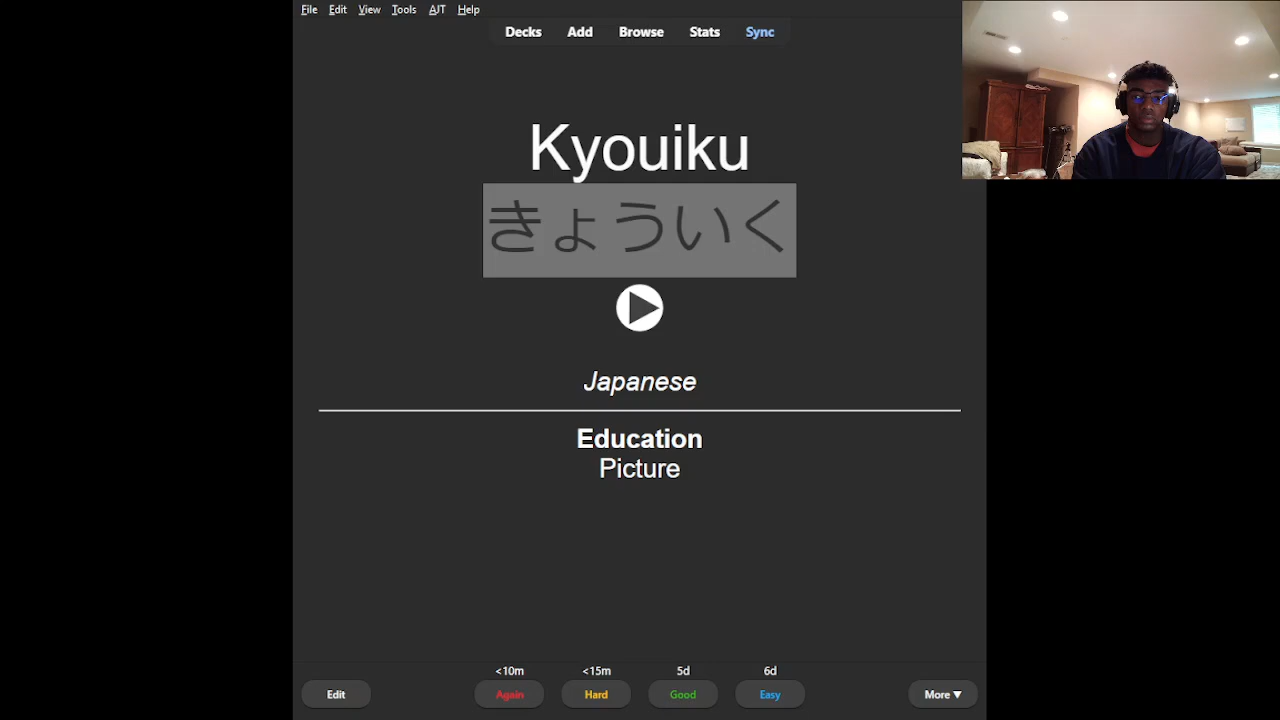 File Edit View Tools AJT Help
Decks Add Browse Stats Sync
Kyouiku
きょういく
Japanese
Education
Picture
<10m <15m 5d 6d
Edit Again Hard Good Easy More ▼